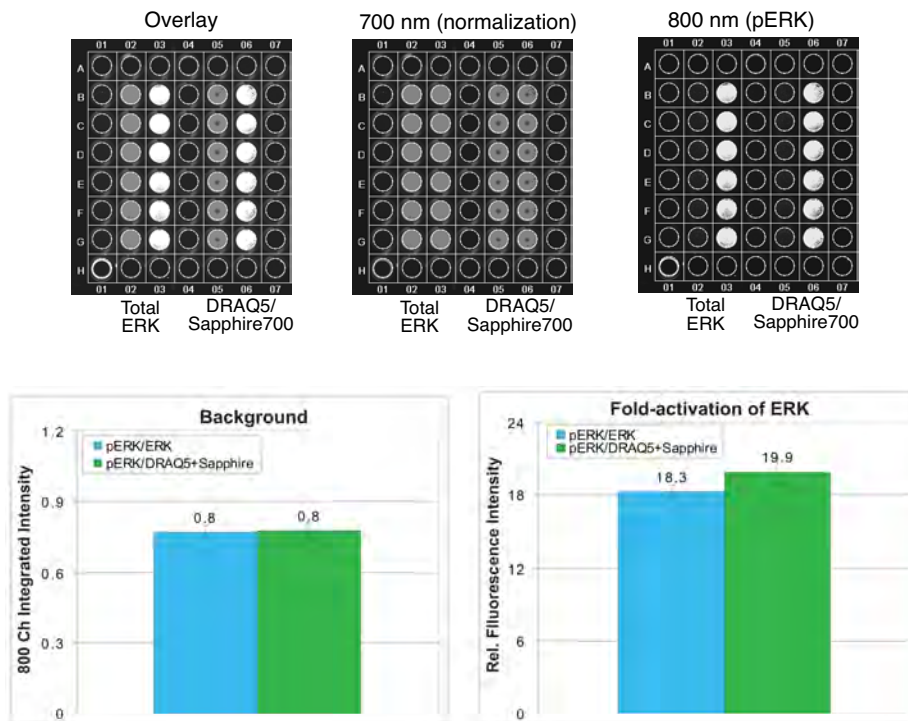 Overlay
700 nm (normalization)
800 nm (pERK)
01 02 03 04 05 06 07
01 02 03 04 05 06 07
01 02 03 04 05 06 07
A
A
A
B
B
B
C
C
C
D
D
D
E
E
E
F
F
F
G
G
G
H
H
H
01 02 03 04 05 06 07
01 02 03 04 05 06 07
01 02 03 04 05 06 07
Total
ERK
DRAQ5/
Sapphire700
Total
ERK
DRAQ5/
Sapphire700
Total
ERK
DRAQ5/
Sapphire700
Background
800 Ch Integrated Intensity
1.2
0.9
0.6
0.3
0
pERK/ERK
pERK/DRAQ5+Sapphire
0.8
0.8
Fold-activation of ERK
Rel. Flluorescence Intensity
24
18
12
6
0
pERK/ERK
pERK/DRAQ5+Sapphire
18.3
19.9